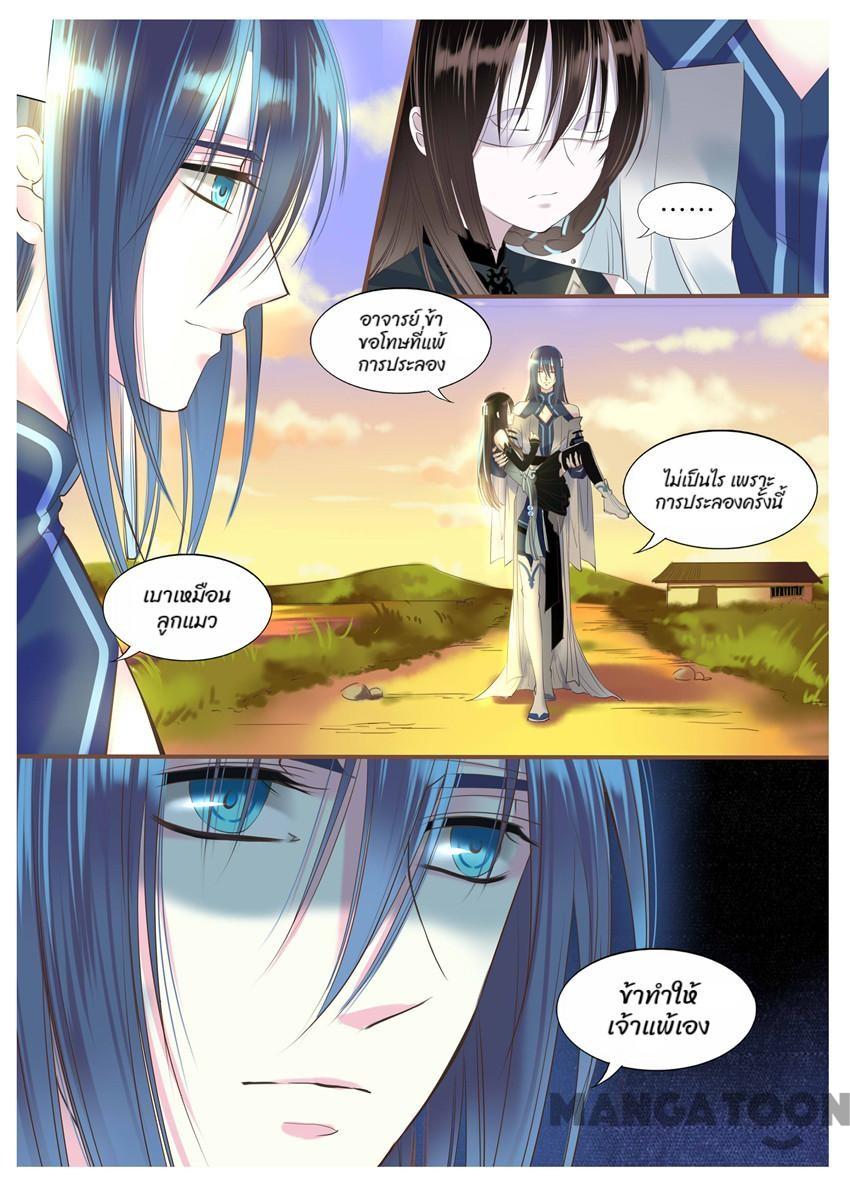 ......
อาจารย์ ข้า
ขอโทษที่แพ้
การประลอง
ไม่เป็นไร เพราะ
การประลองครั้งนี้
เบาเหมือน
ลูกแมว
ข้าทำให้
เจ้าแพ้เอง
MANGATOON